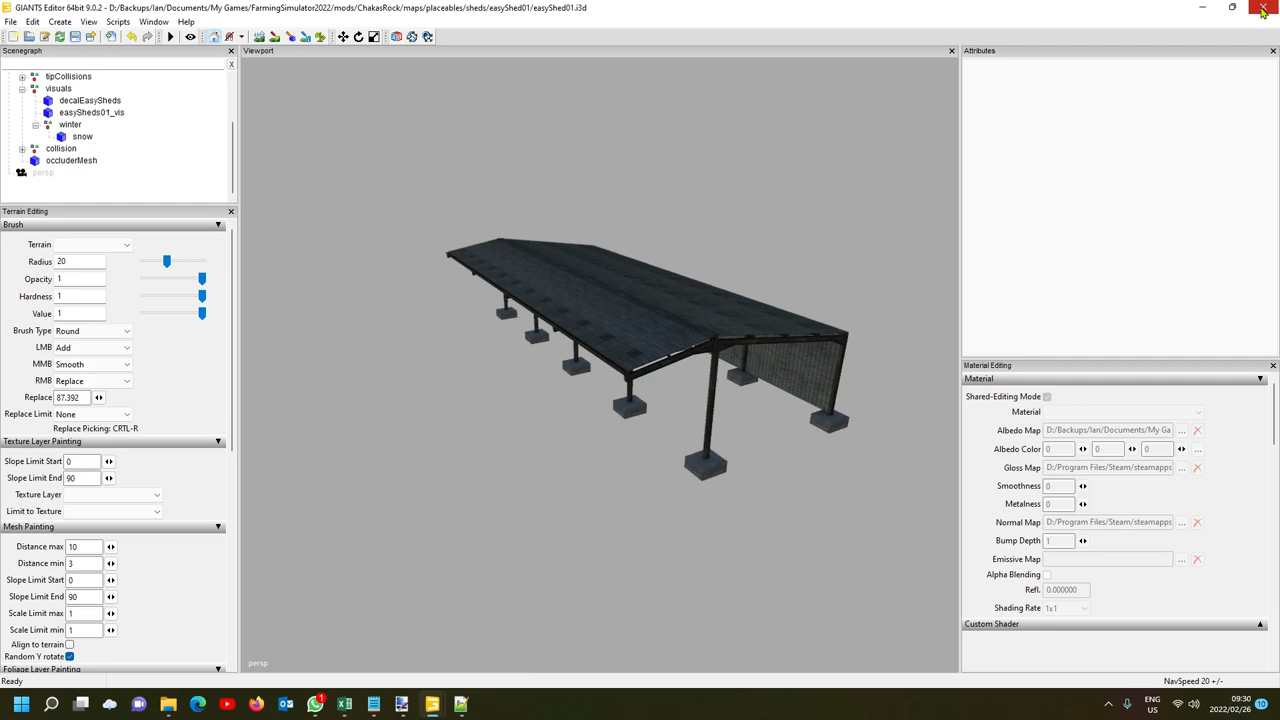 GIANTS Editor 64bit 9.0.2 - D:/Backups/Ian/Documents/My Games/FarmingSimulator2022/mods/ChakasRock/maps/placeables/sheds/easyShed01/easyShed01.i3d
File Edit Create View Scripts Window Help
Scenegraph
X
tipCollisions
visuals
decalEasySheds
easySheds01_vis
winter
snow
collision
occluderMesh
persp
Terrain Editing
Brush
Terrain
Radius 20
Opacity 1
Hardness 1
Value 1
Brush Type Round
LMB Add
MMB Smooth
RMB Replace
Replace 87.392
Replace Limit None
Replace Picking: CRTL-R
Texture Layer Painting
Slope Limit Start 0
Slope Limit End 90
Texture Layer
Limit to Texture
Mesh Painting
Distance max 10
Distance min 3
Slope Limit Start 0
Slope Limit End 90
Scale Limit max 1
Scale Limit min 1
Align to terrain
Random Y rotate
Foliage Layer Painting
Ready
Viewport
persp
Attributes
Material Editing
Material
Shared-Editing Mode
Material
Albedo Map D:/Backups/Ian/Documents/My Ga ...
Albedo Color 0 0 0 ...
Gloss Map D:/Program Files/Steam/steamapps ...
Smoothness 0
Metalness 0
Normal Map D:/Program Files/Steam/steamapps ...
Bump Depth 1
Emissive Map ...
Alpha Blending
Refl. 0.000000
Shading Rate 1x1
Custom Shader
NavSpeed 20 +/-
1
ENG
US
09:30
2022/02/26
10